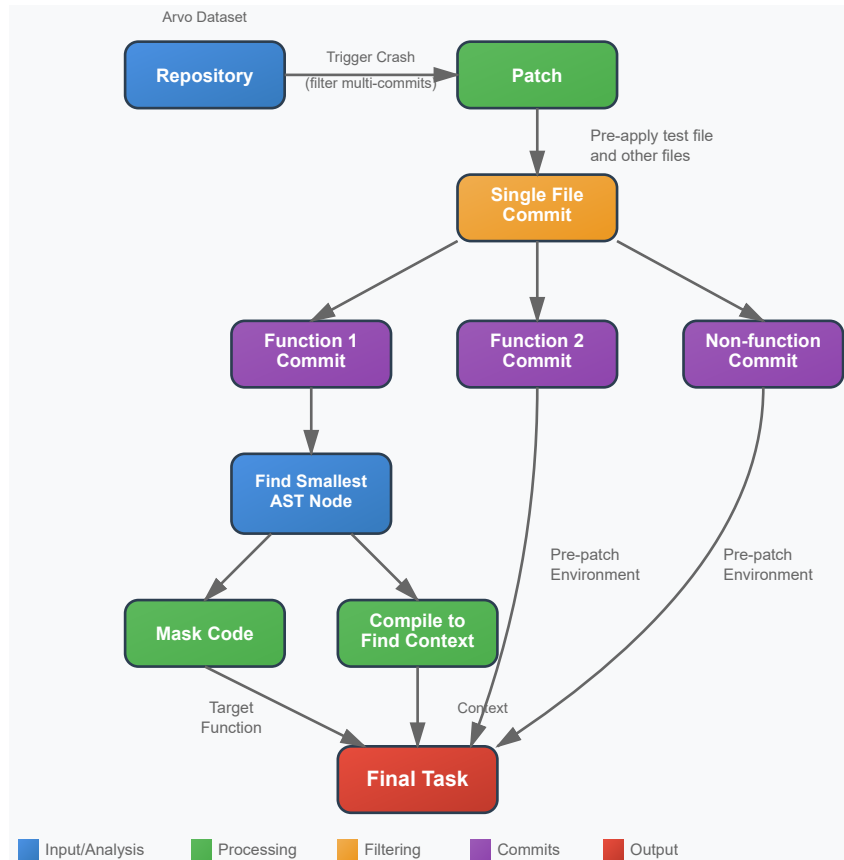 Arvo Dataset
Repository
Trigger Crash
(filter multi-commits)
Patch
Pre-apply test file
and other files
Single File
Commit
Function 1
Commit
Function 2
Commit
Non-function
Commit
Find Smallest
AST Node
Pre-patch
Environment
Pre-patch
Environment
Mask Code
Compile to
Find Context
Target
Function
Context
Final Task
Input/Analysis
Processing
Filtering
Commits
Output